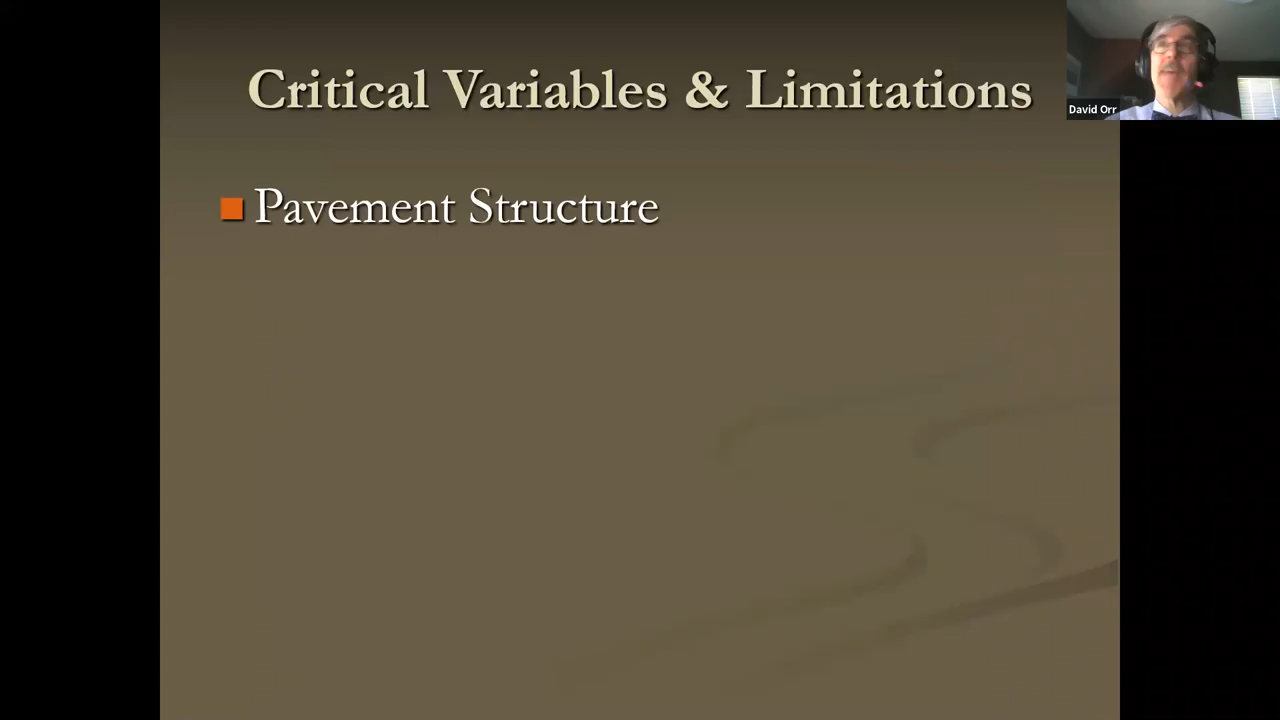 Critical Variables & Limitations
David Orr
Pavement Structure